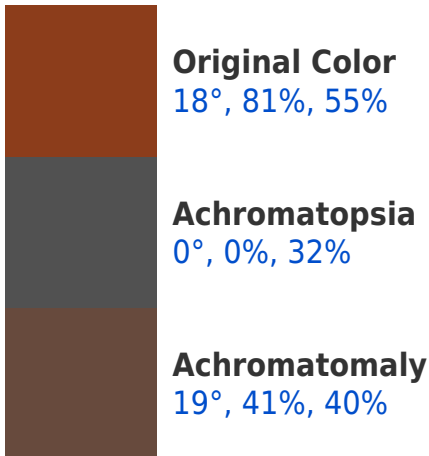 Original Color
18°, 81%, 55%
Achromatopsia
0°, 0%, 32%
Achromatomaly
19°, 41%, 40%